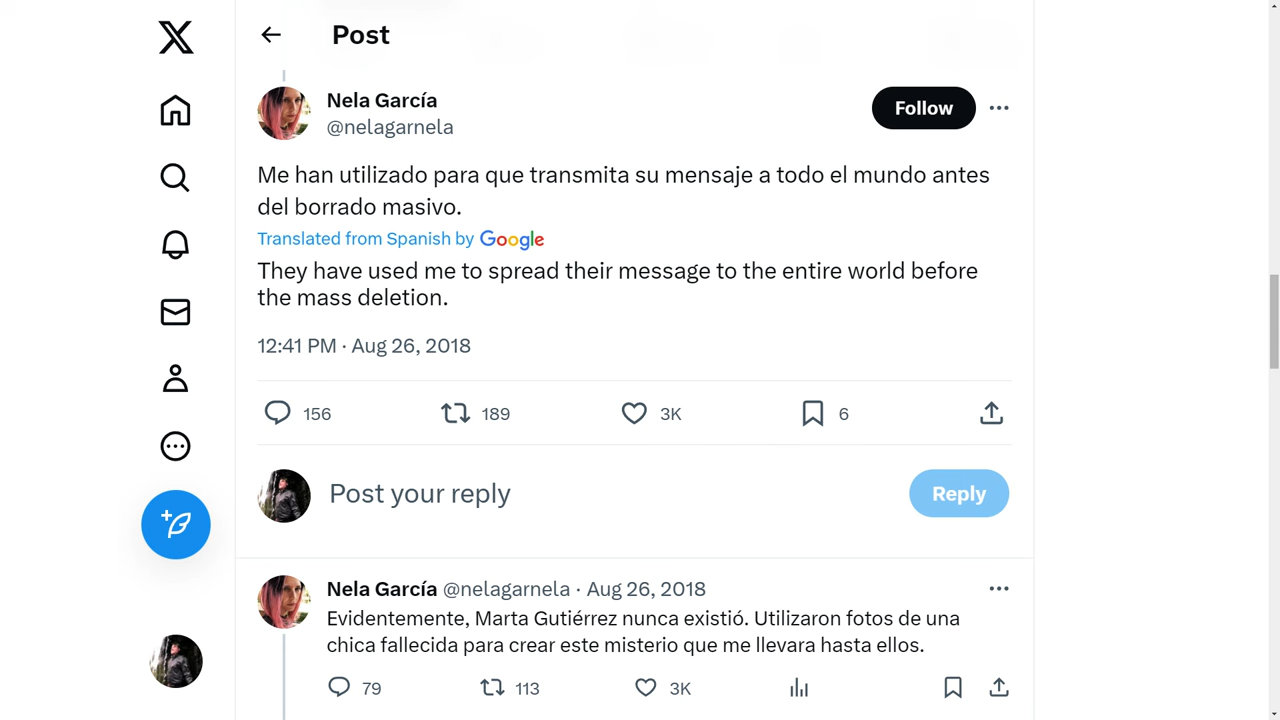 Post
Nela García
@nelagarnela
Follow
Me han utilizado para que transmita su mensaje a todo el mundo antes
del borrado masivo.
Translated from Spanish by Google
They have used me to spread their message to the entire world before
the mass deletion.
12:41 PM · Aug 26, 2018
156 189 3K 6
Post your reply
Reply
Nela García @nelagarnela · Aug 26, 2018
Evidentemente, Marta Gutiérrez nunca existió. Utilizaron fotos de una
chica fallecida para crear este misterio que me llevara hasta ellos.
79 113 3K